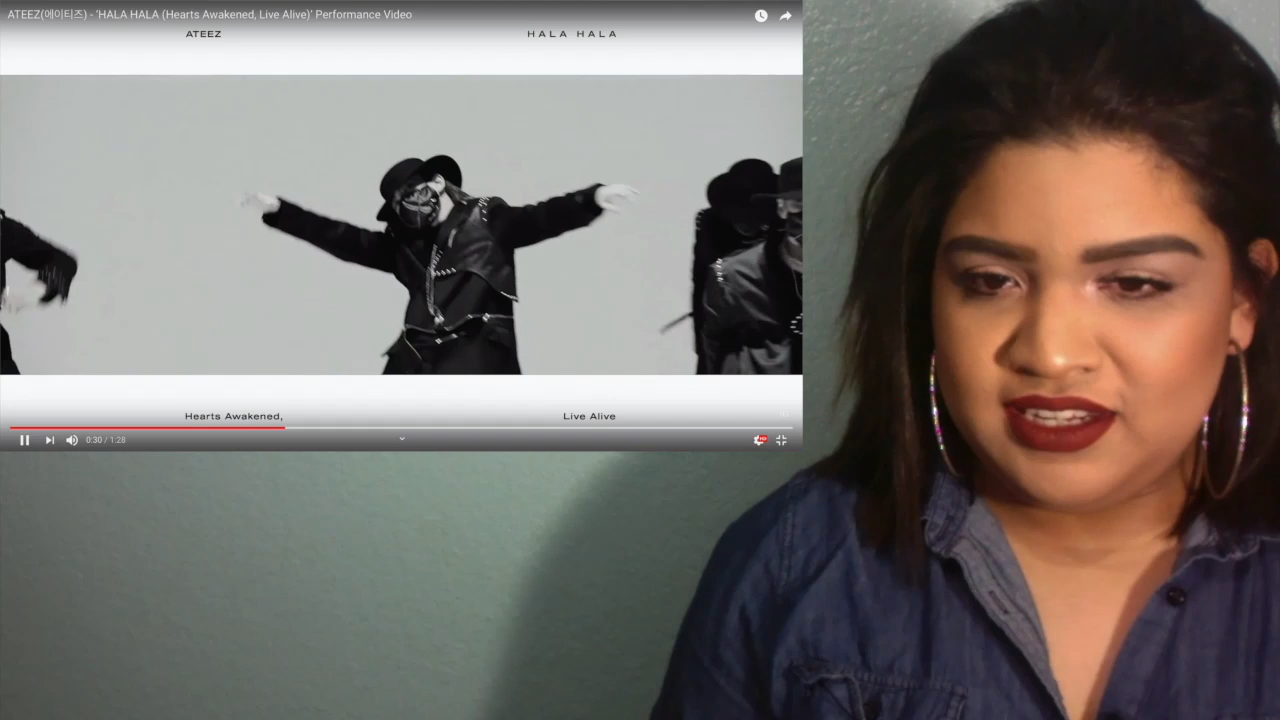 ATEEZ(에이티즈) - 'HALA HALA (Hearts Awakened, Live Alive)' Performance Video
ATEEZ HALA HALA
Hearts Awakened, Live Alive
0:30 / 1:28
HD